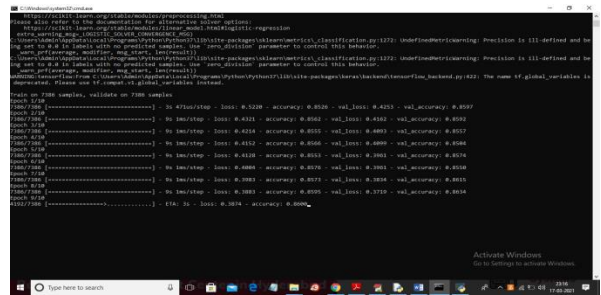 C:\Windows\system32\cmd.exe
https://scikit-learn.org/stable/modules/preprocessing.html
Please also refer to the documentation for alternative solver options:
https://scikit-learn.org/stable/modules/linear_model.html#logistic-regression
extra_warning_msg=_LOGISTIC_SOLVER_CONVERGENCE_MSG)
C:\Users\Admin\AppData\Local\Programs\Python\Python37\lib\site-packages\sklearn\metrics\_classification.py:1272: UndefinedMetricWarning: Precision is ill-defined and be
ing set to 0.0 in labels with no predicted samples. Use `zero_division` parameter to control this behavior.
_warn_prf(average, modifier, msg_start, len(result))
C:\Users\Admin\AppData\Local\Programs\Python\Python37\lib\site-packages\sklearn\metrics\_classification.py:1272: UndefinedMetricWarning: Precision is ill-defined and be
ing set to 0.0 in labels with no predicted samples. Use `zero_division` parameter to control this behavior.
_warn_prf(average, modifier, msg_start, len(result))
WARNING:tensorflow:From C:\Users\Admin\AppData\Local\Programs\Python\Python37\lib\site-packages\keras\backend\tensorflow_backend.py:422: The name tf.global_variables is
deprecated. Please use tf.compat.v1.global_variables instead.
Train on 7386 samples, validate on 7386 samples
Epoch 1/10
7386/7386 [==============================] - 3s 471us/step - loss: 0.5220 - accuracy: 0.8526 - val_loss: 0.4253 - val_accuracy: 0.8597
Epoch 2/10
7386/7386 [==============================] - 9s 1ms/step - loss: 0.4321 - accuracy: 0.8562 - val_loss: 0.4162 - val_accuracy: 0.8592
Epoch 3/10
7386/7386 [==============================] - 9s 1ms/step - loss: 0.4214 - accuracy: 0.8555 - val_loss: 0.4093 - val_accuracy: 0.8557
Epoch 4/10
7386/7386 [==============================] - 9s 1ms/step - loss: 0.4152 - accuracy: 0.8566 - val_loss: 0.4099 - val_accuracy: 0.8504
Epoch 5/10
7386/7386 [==============================] - 9s 1ms/step - loss: 0.4128 - accuracy: 0.8553 - val_loss: 0.3961 - val_accuracy: 0.8574
Epoch 6/10
7386/7386 [==============================] - 9s 1ms/step - loss: 0.4004 - accuracy: 0.8576 - val_loss: 0.3981 - val_accuracy: 0.8550
Epoch 7/10
7386/7386 [==============================] - 9s 1ms/step - loss: 0.3983 - accuracy: 0.8573 - val_loss: 0.3834 - val_accuracy: 0.8615
Epoch 8/10
7386/7386 [==============================] - 9s 1ms/step - loss: 0.3883 - accuracy: 0.8595 - val_loss: 0.3719 - val_accuracy: 0.8634
Epoch 9/10
4192/7386 [================>.............] - ETA: 3s - loss: 0.3874 - accuracy: 0.8600
Activate Windows
Go to Settings to activate Windows.
Type here to search
23:16
17-03-2021